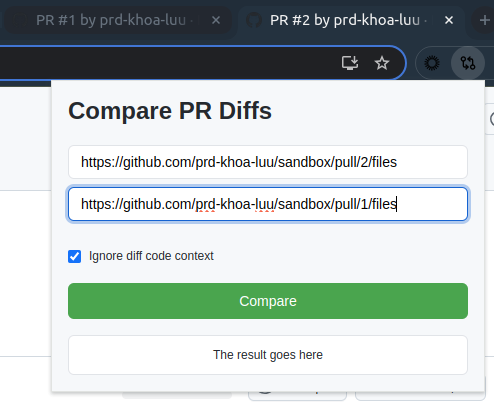 PR #1 by prd-khoa-luu ·
PR #2 by prd-khoa-luu ·
Compare PR Diffs
https://github.com/prd-khoa-luu/sandbox/pull/2/files
https://github.com/prd-khoa-luu/sandbox/pull/1/files
Ignore diff code context
Compare
The result goes here